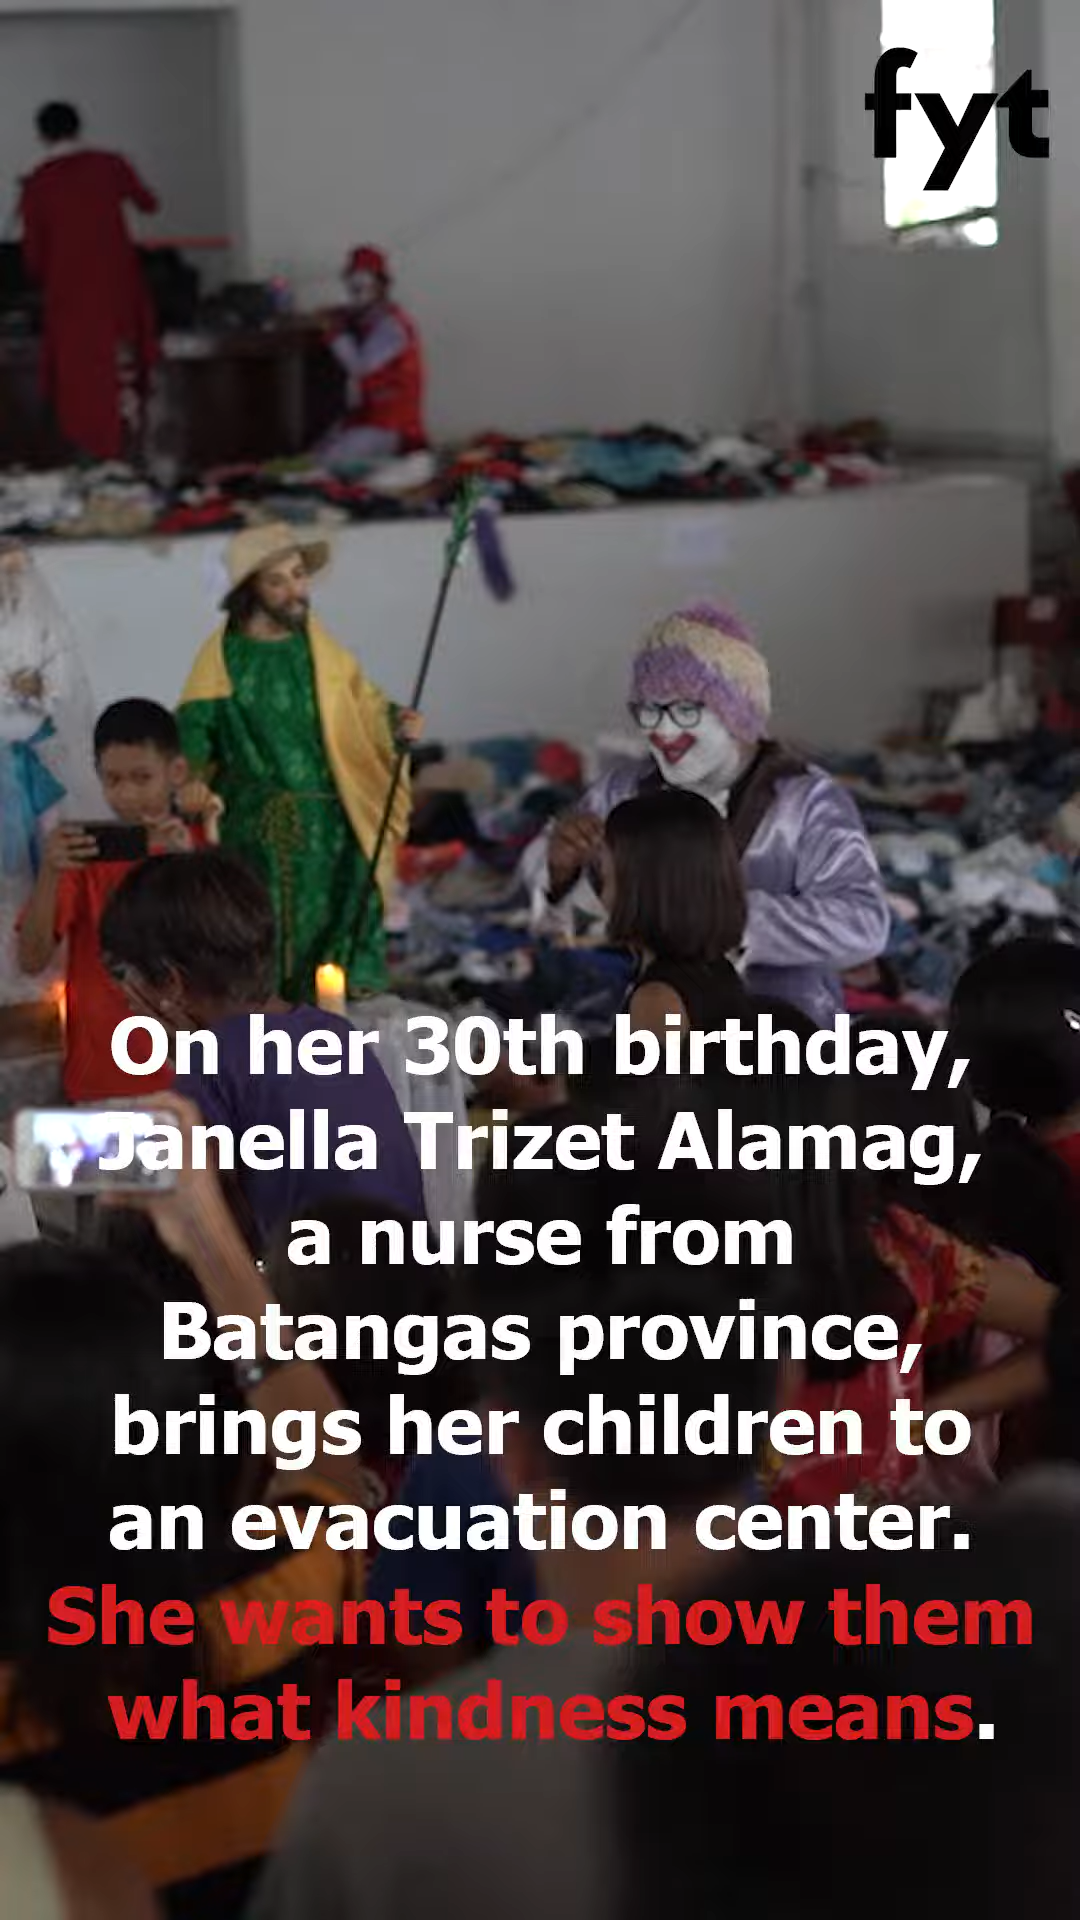 fyt
On her 30th birthday,
Janella Trizet Alamag,
a nurse from
Batangas province,
brings her children to
an evacuation center.
She wants to show them
what kindness means.